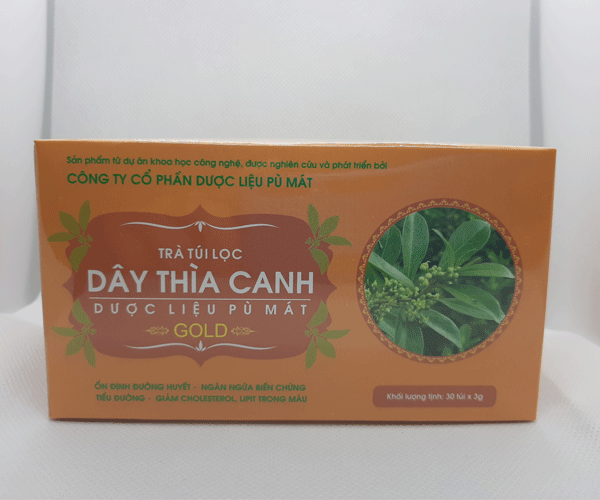 Sản phẩm từ dự án khoa học công nghệ, được nghiên cứu và phát triển bởi
CÔNG TY CỔ PHẦN DƯỢC LIỆU PÙ MÁT
TRÀ TÚI LỌC
DÂY THÌA CANH
DƯỢC LIỆU PÙ MÁT
GOLD
ỔN ĐỊNH ĐƯỜNG HUYẾT - NGĂN NGỪA BIẾN CHỨNG
TIỂU ĐƯỜNG - GIẢM CHOLESTEROL, LIPIT TRONG MÁU
Khối lượng tịnh: 30 túi x 3g